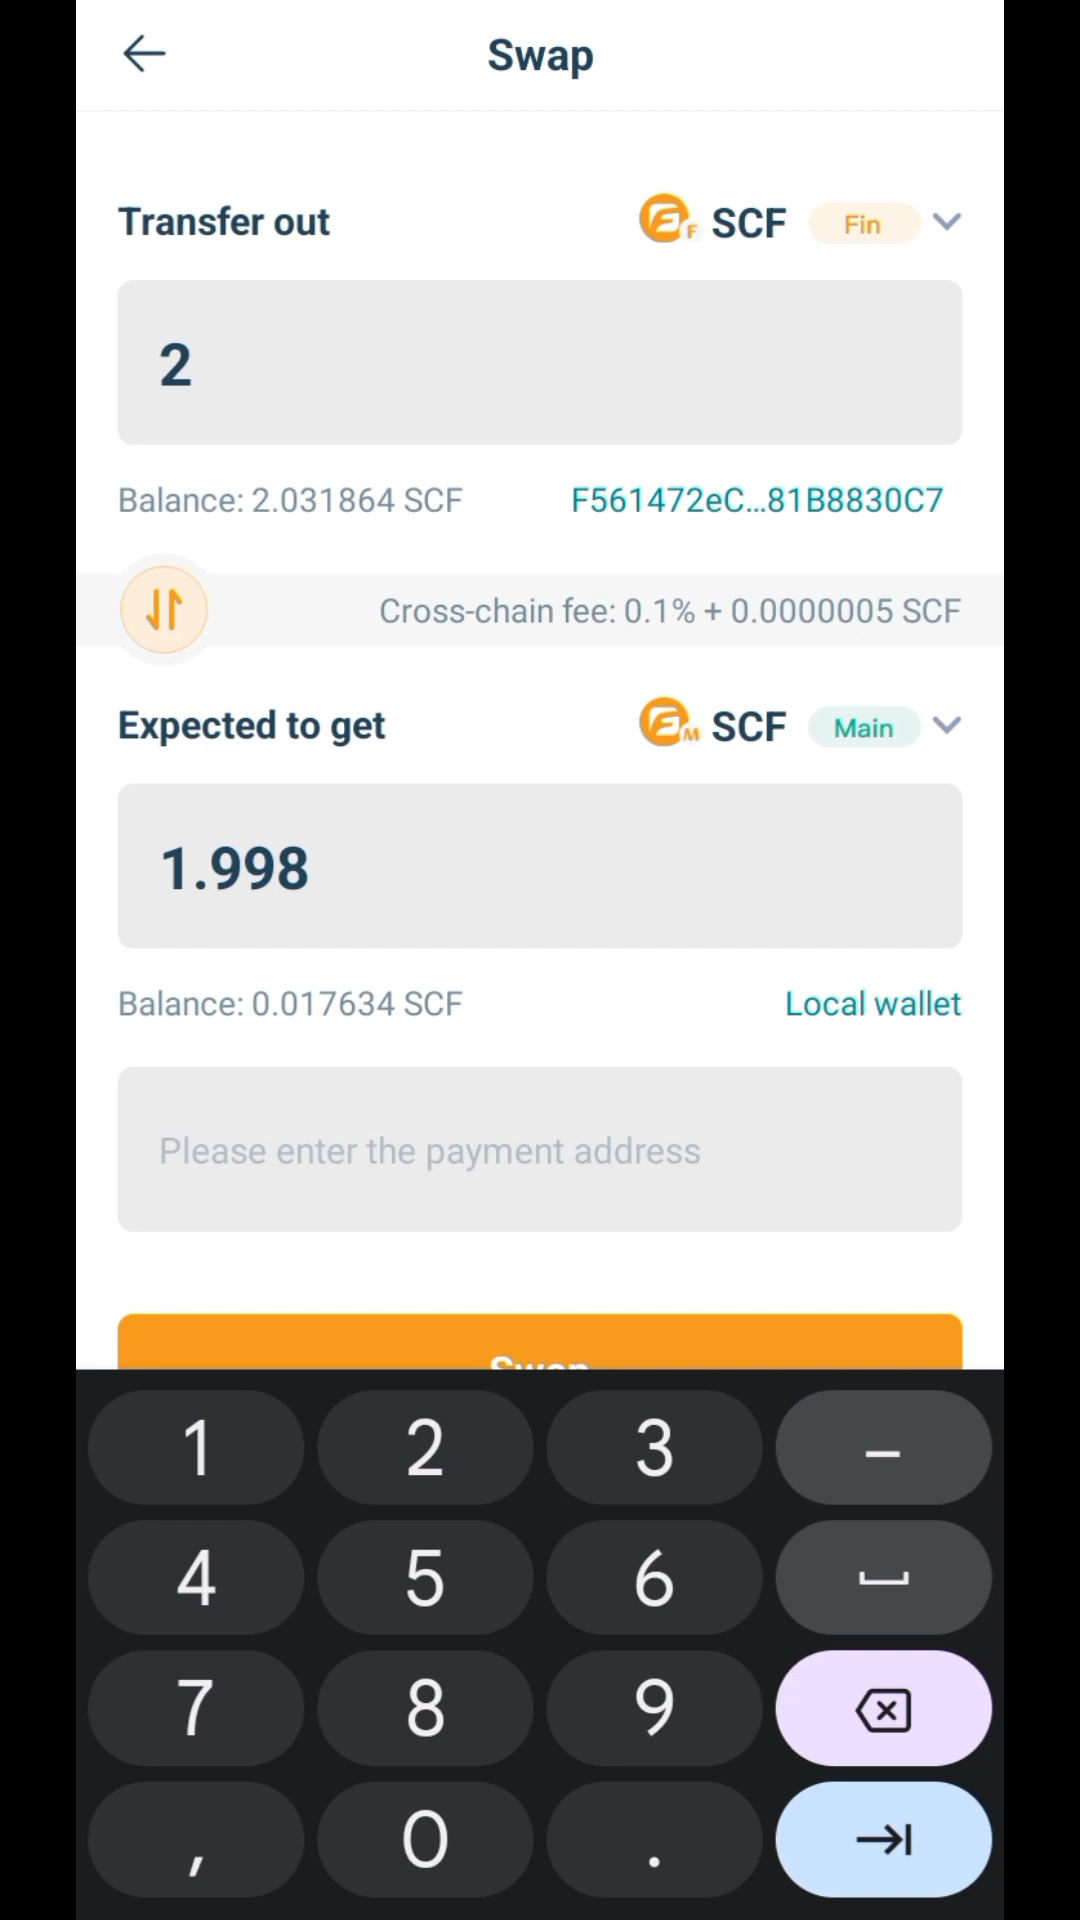 Swap
Transfer out SCF Fin
2
Balance: 2.031864 SCF F561472eC...81B8830C7
Cross-chain fee: 0.1% + 0.0000005 SCF
Expected to get SCF Main
1.998
Balance: 0.017634 SCF Local wallet
Please enter the payment address
Swap
1 2 3 –
4 5 6
7 8 9
, 0 .